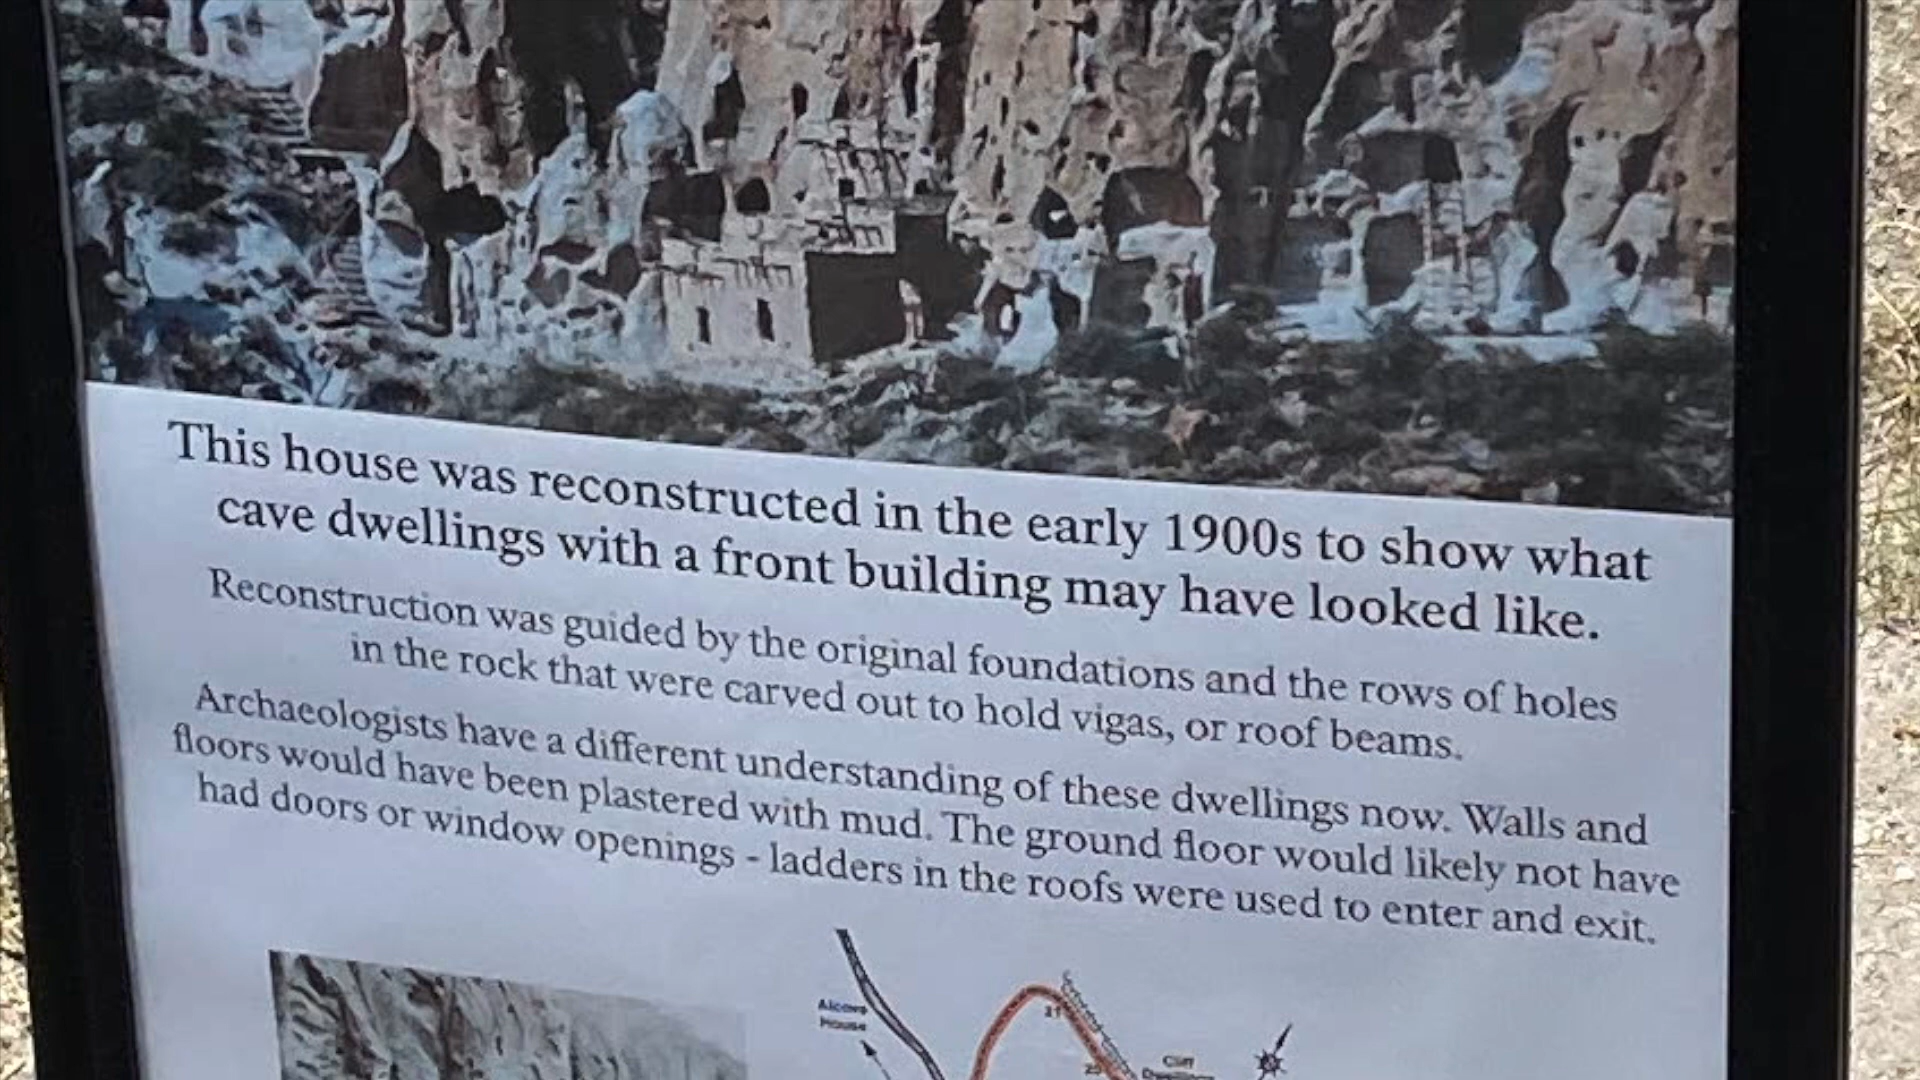 This house was reconstructed in the early 1900s to show what
cave dwellings with a front building may have looked like.
Reconstruction was guided by the original foundations and the rows of holes
in the rock that were carved out to hold vigas, or roof beams.
Archaeologists have a different understanding of these dwellings now. Walls and
floors would have been plastered with mud. The ground floor would likely not have
had doors or window openings - ladders in the roofs were used to enter and exit.
Alcove
House
21
Cliff